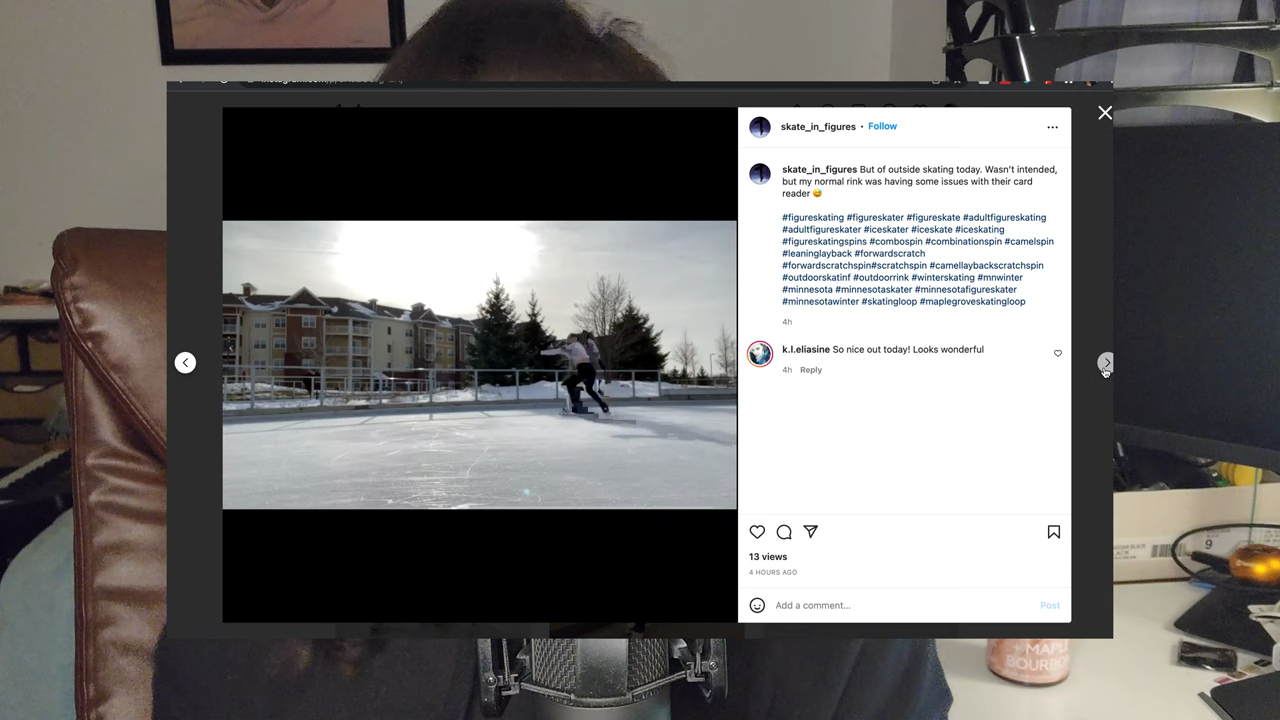 skate_in_figures • Follow
skate_in_figures But of outside skating today. Wasn't intended,
but my normal rink was having some issues with their card
reader 😅
#figureskating #figureskater #figureskate #adultfigureskating
#adultfigureskater #iceskater #iceskate #iceskating
#figureskatingspins #combospin #combinationspin #camelspin
#leaninglayback #forwardscratch
#forwardscratchspin#scratchspin #camellaybackscratchspin
#outdoorskatinf #outdoorrink #winterskating #mnwinter
#minnesota #minnesotaskater #minnesotafigureskater
#minnesotawinter #skatingloop #maplegroveskatingloop
4h
k.l.eliasine So nice out today! Looks wonderful
4h Reply
13 views
4 HOURS AGO
Add a comment... Post
9
+ MAPL
BOURBO